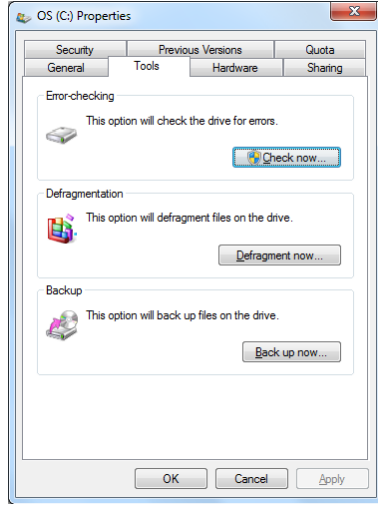 OS (C:) Properties
Security Previous Versions Quota
General Tools Hardware Sharing
Error-checking
This option will check the drive for errors.
Check now...
Defragmentation
This option will defragment files on the drive.
Defragment now...
Backup
This option will back up files on the drive.
Back up now...
OK Cancel Apply